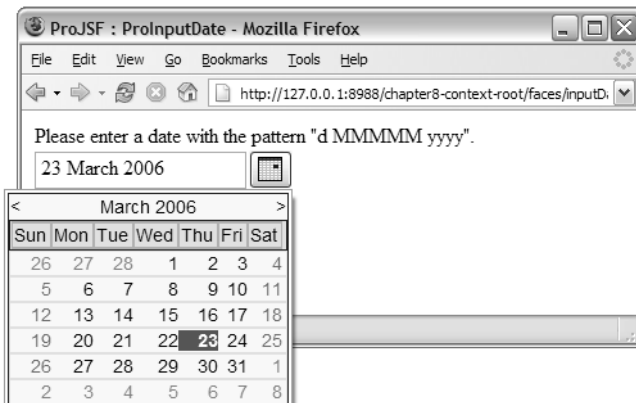 ProJSF : ProInputDate - Mozilla Firefox
File Edit View Go Bookmarks Tools Help
http://127.0.0.1:8988/chapter8-context-root/faces/inputD
Please enter a date with the pattern "d MMMMM yyyy".
23 March 2006
< March 2006 >
Sun Mon Tue Wed Thu Fri Sat
26 27 28 1 2 3 4
5 6 7 8 9 10 11
12 13 14 15 16 17 18
19 20 21 22 23 24 25
26 27 28 29 30 31 1
2 3 4 5 6 7 8